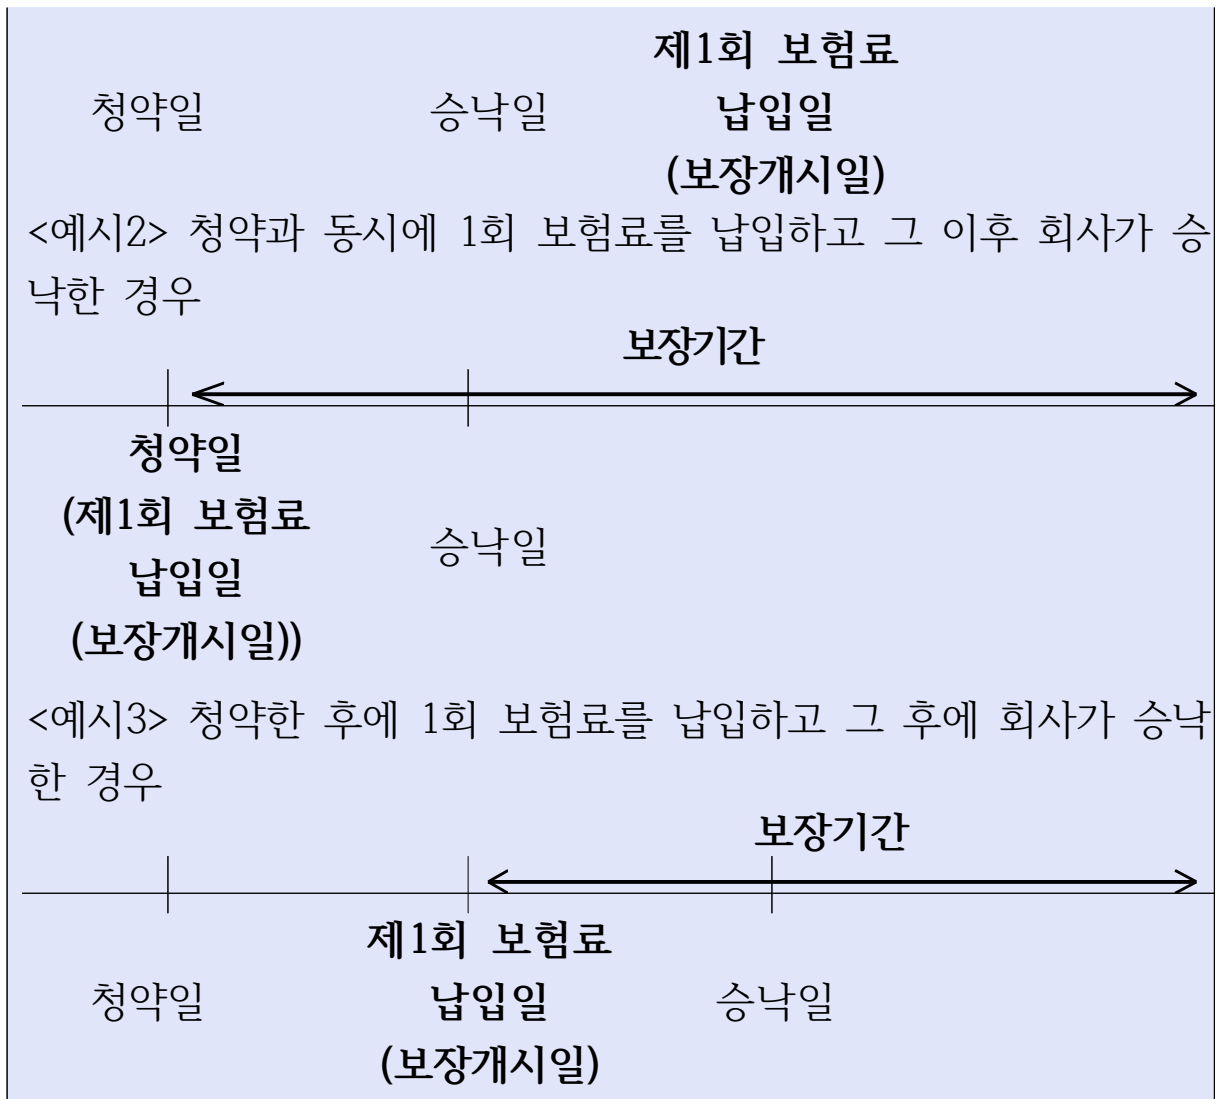 제1회 보험료
청약일 승낙일 납입일
(보장개시일)
<예시2> 청약과 동시에 1회 보험료를 납입하고 그 이후 회사가 승
낙한 경우
보장기간
청약일
(제1회 보험료
납입일
(보장개시일))
승낙일
<예시3> 청약한 후에 1회 보험료를 납입하고 그 후에 회사가 승낙
한 경우
보장기간
제1회 보험료
청약일 납입일 승낙일
(보장개시일)